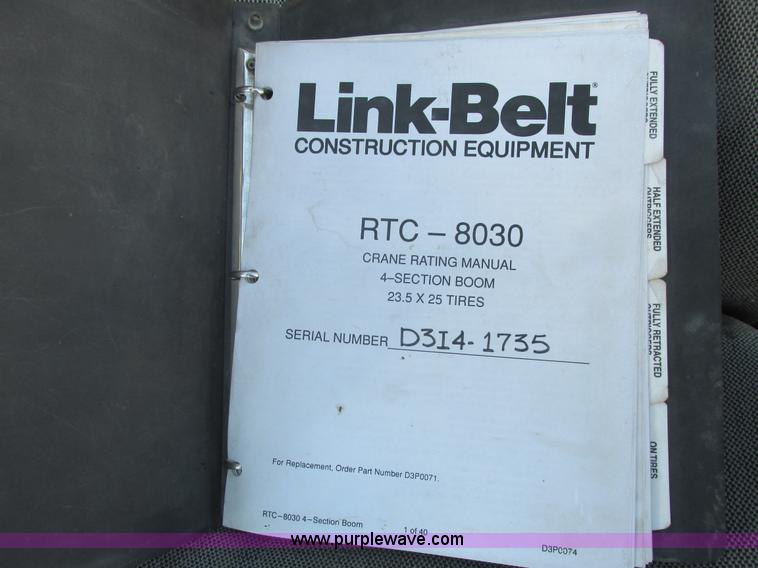 Link-Belt®
CONSTRUCTION EQUIPMENT
RTC – 8030
CRANE RATING MANUAL
4–SECTION BOOM
23.5 X 25 TIRES
SERIAL NUMBER D3I4-1735
For Replacement, Order Part Number D3P0071.
RTC–8030 4–Section Boom
1 of 40
D3P0074
FULLY EXTENDED
HALF EXTENDED
OUTRIGGERS
FULLY RETRACTED
ON TIRES
www.purplewave.com